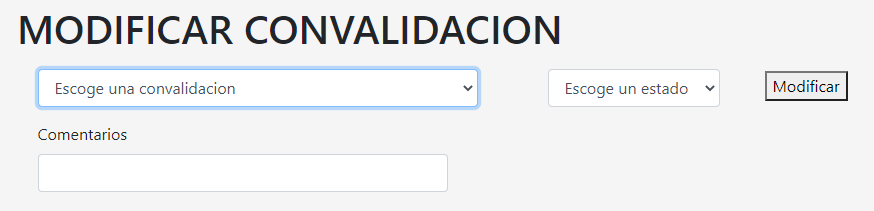 MODIFICAR CONVALIDACION
Escoge una convalidacion
Escoge un estado
Modificar
Comentarios